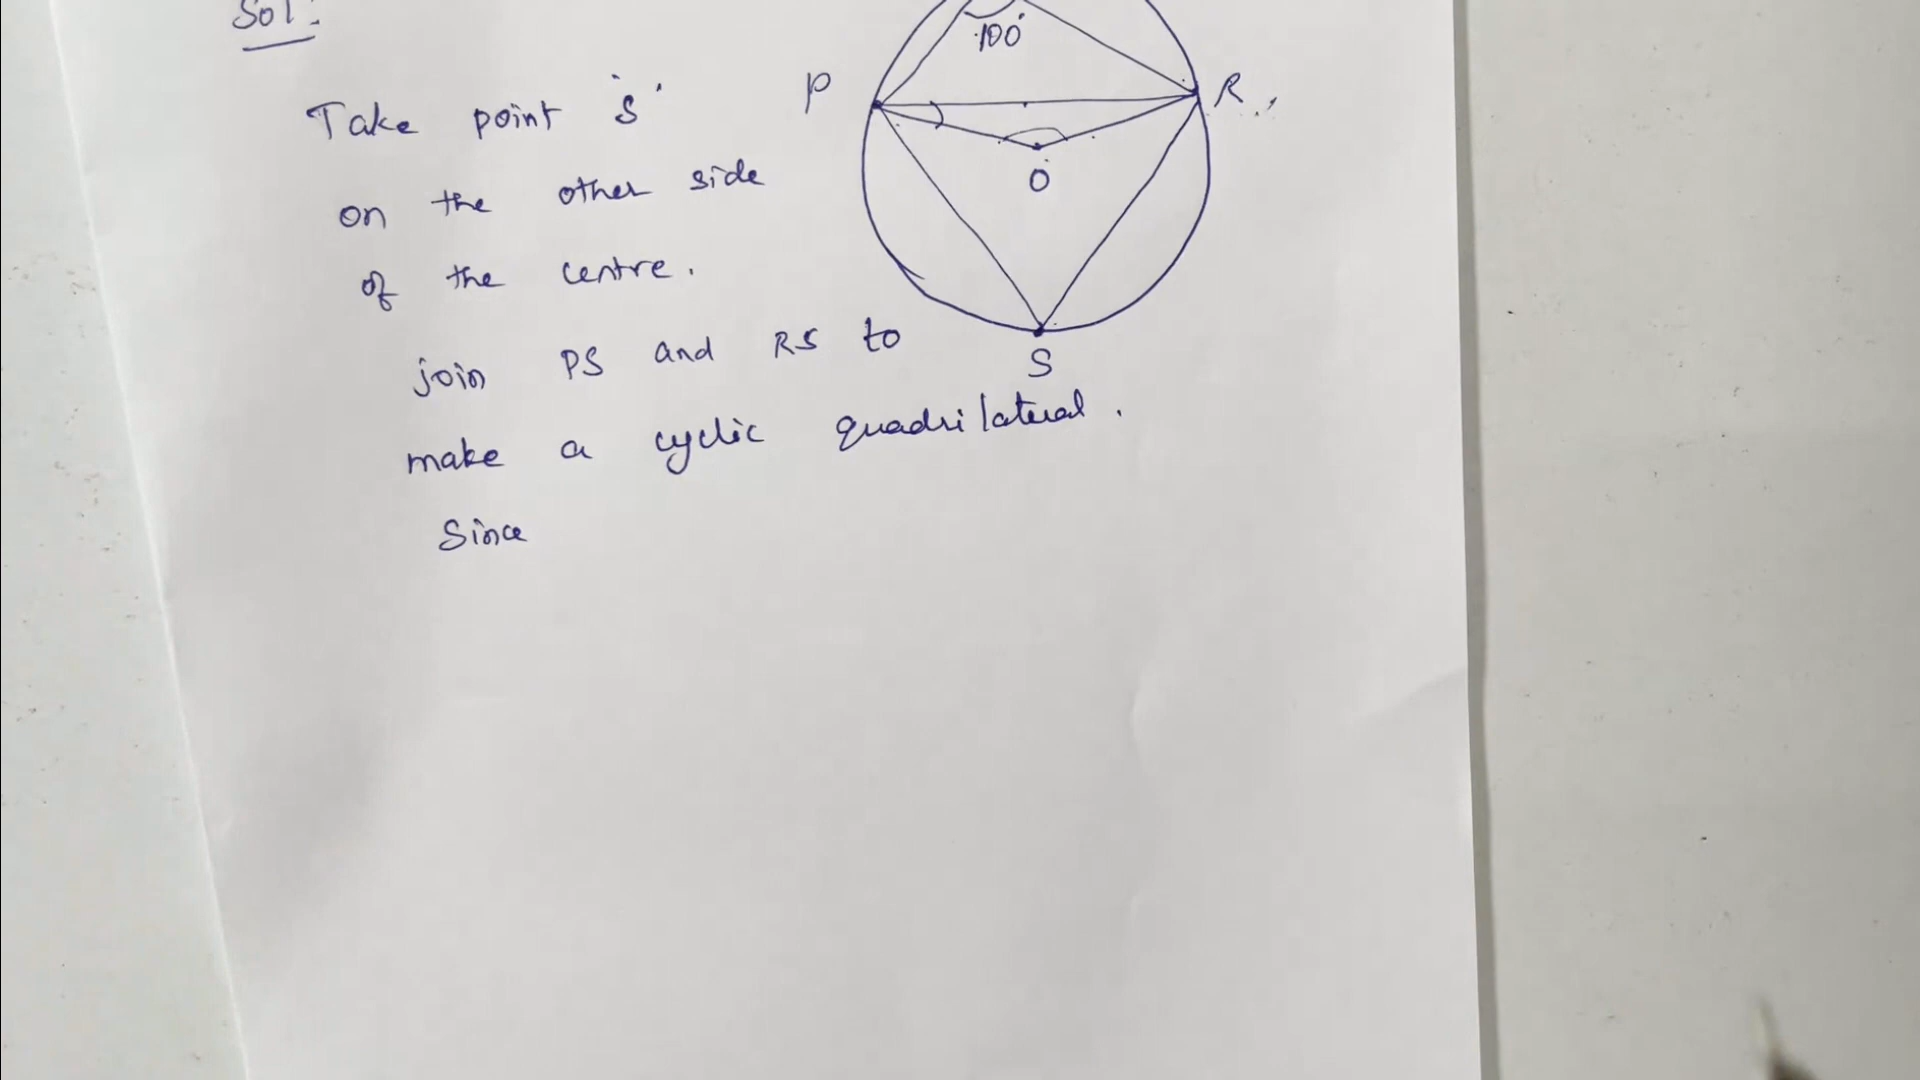 Sol:
100°
P
R
Take point 'S'
on the other side
O
of the centre.
join PS and RS to
S
make a cyclic quadrilateral.
Since